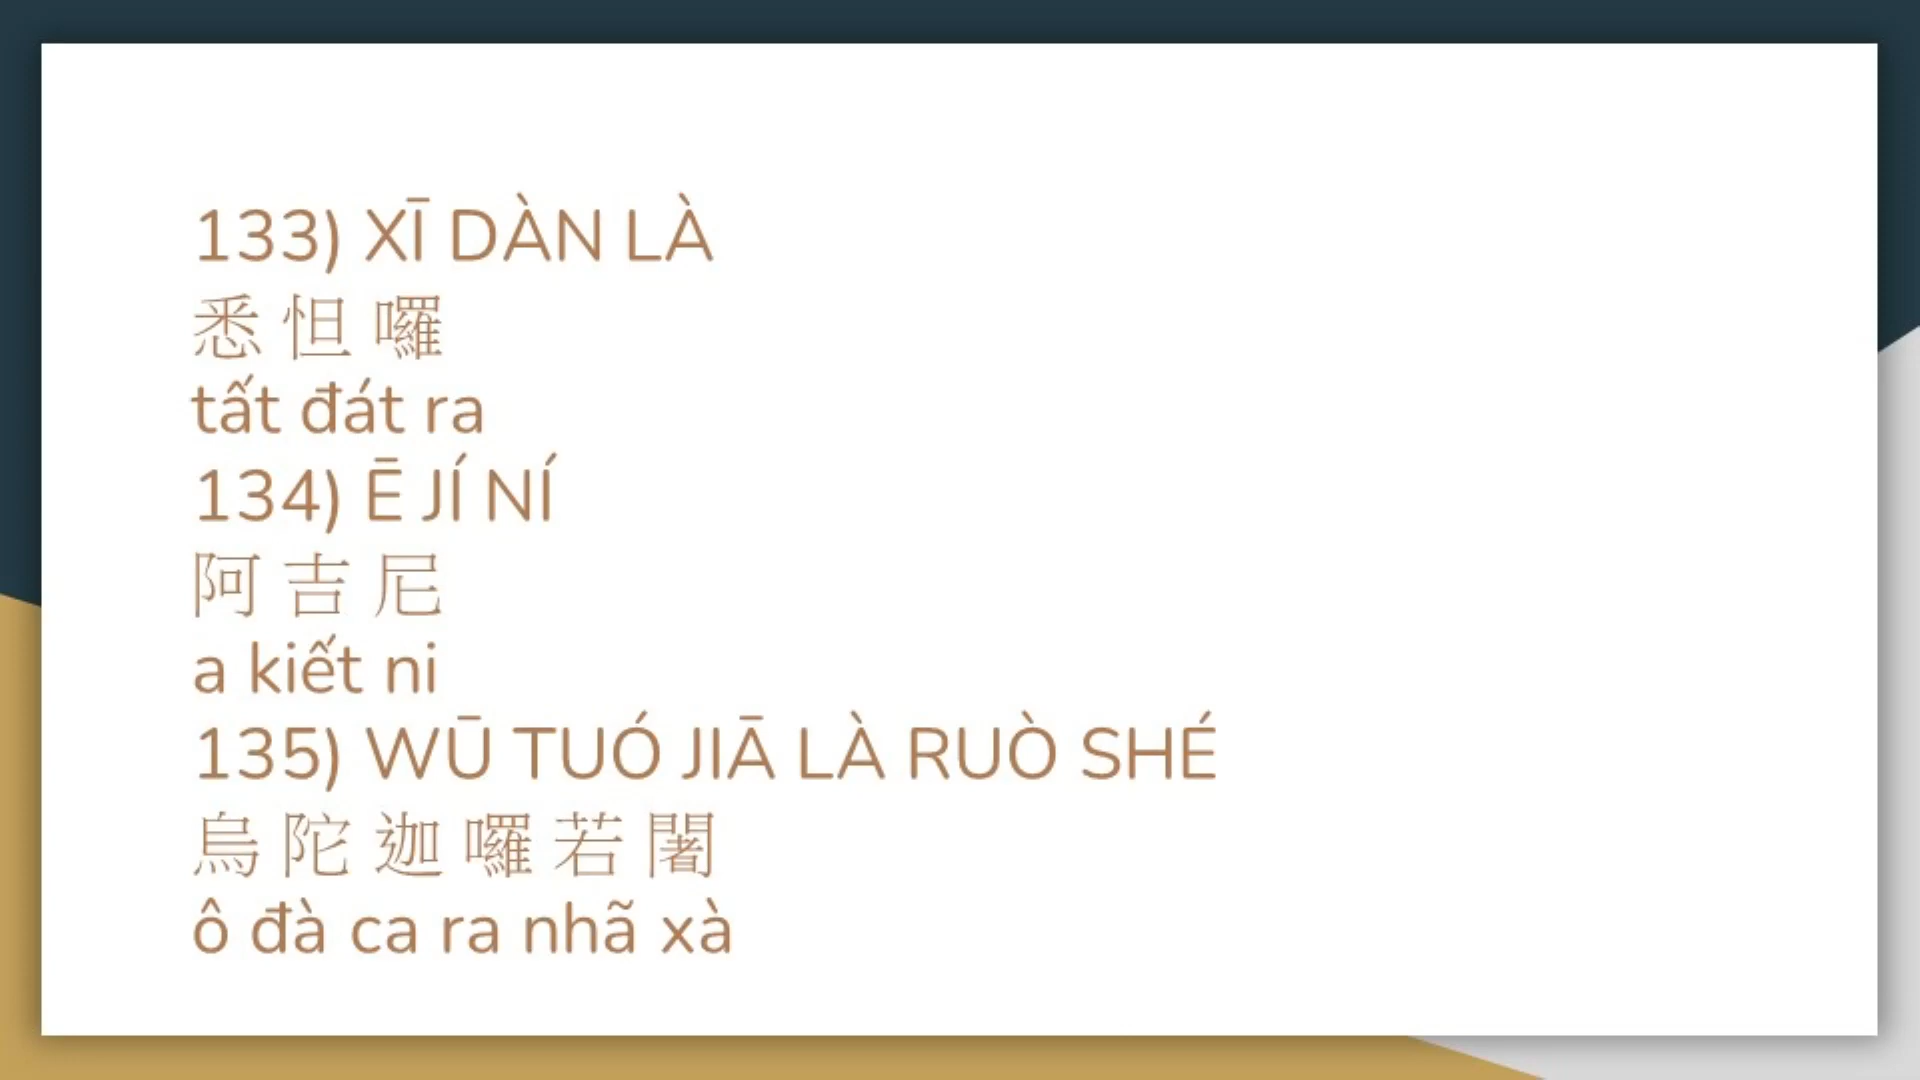 133) XĪ DÀN LÀ
悉 怛 囉
tất đát ra
134) Ē JÍ NÍ
阿 吉 尼
a kiết ni
135) WŪ TUÓ JIĀ LÀ RUÒ SHÉ
烏 陀 迦 囉 若 闍
ô đà ca ra nhã xà